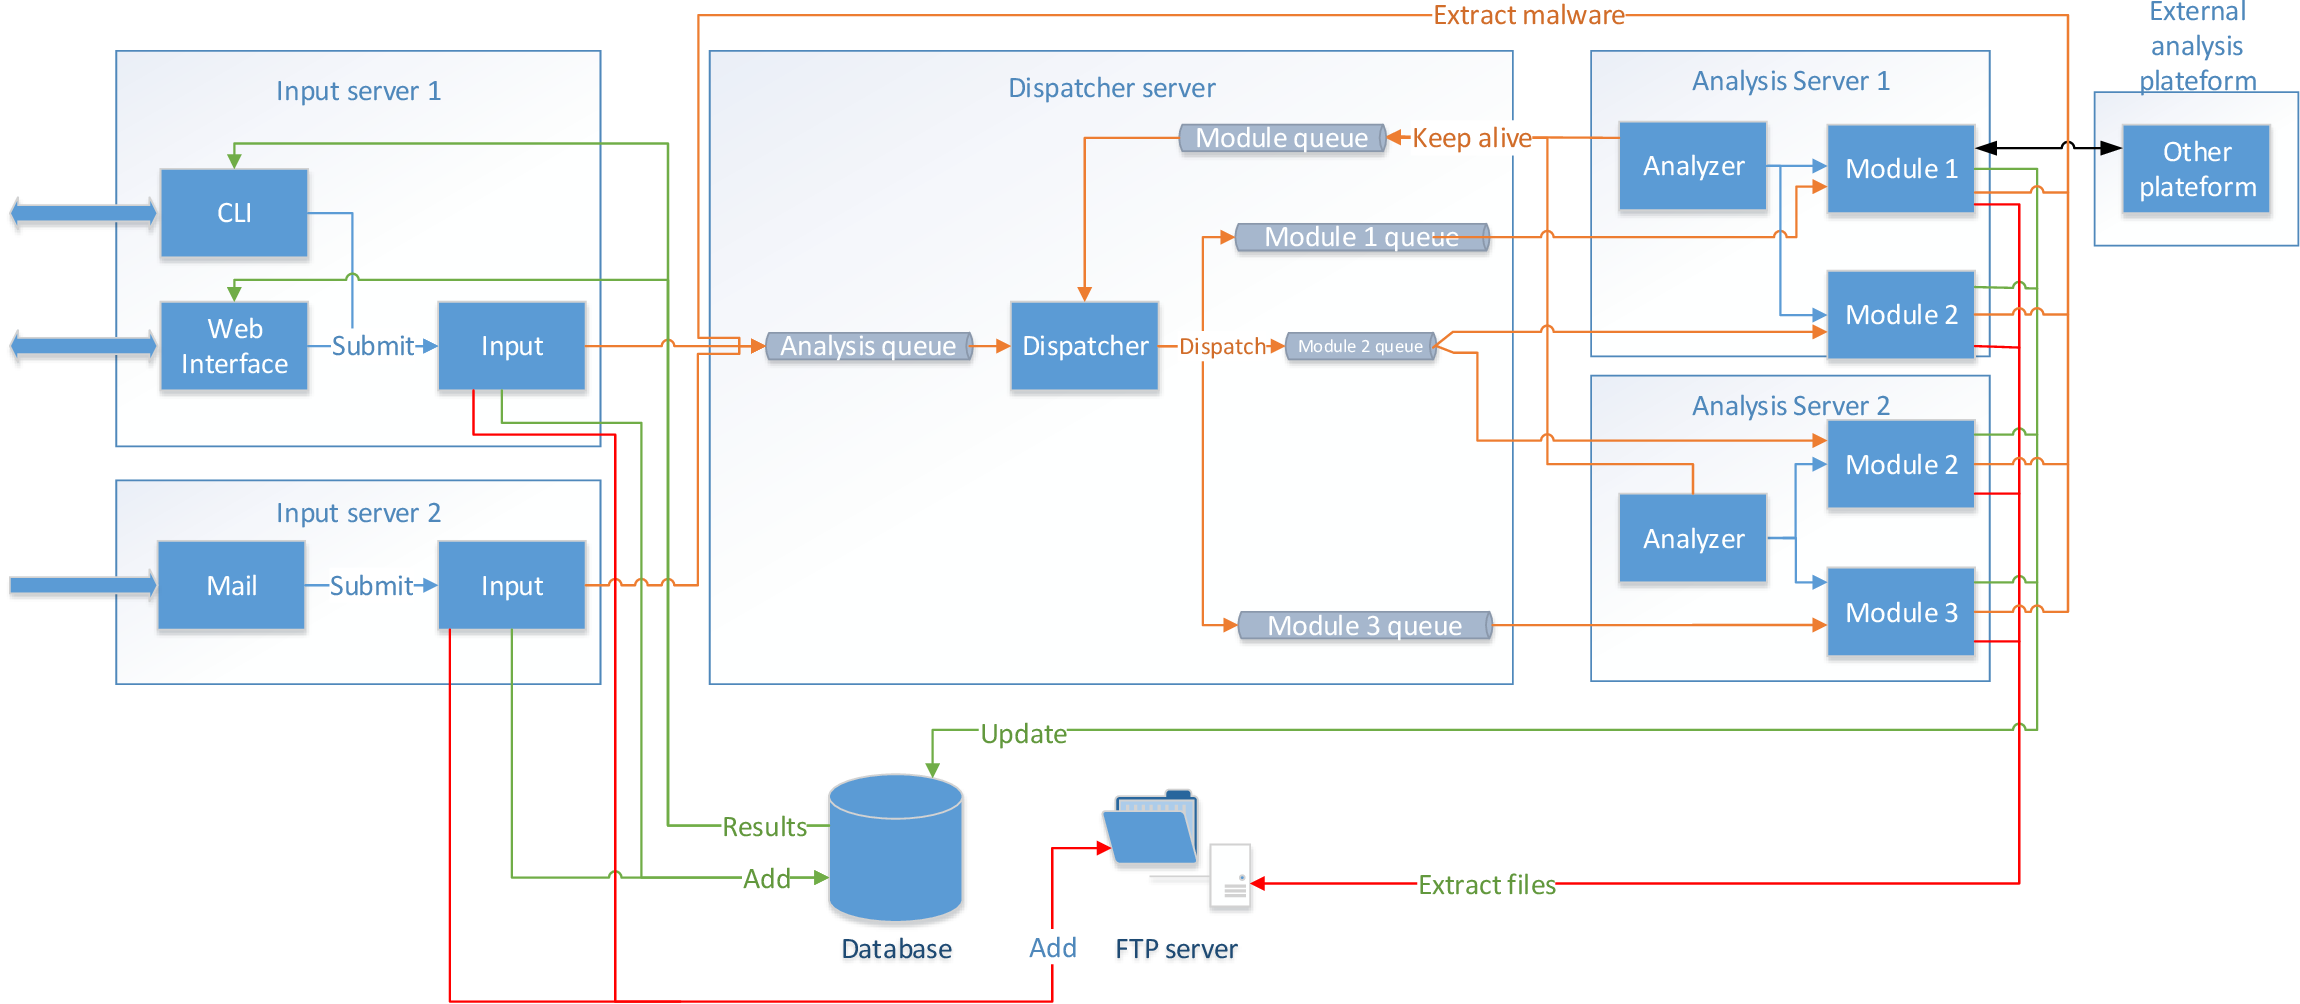 Extract malware
External
analysis
plateform
Input server 1
Dispatcher server
Analysis Server 1
Module queue
Keep alive
Analyzer
Module 1
Other
plateform
CLI
Module 1 queue
Web
Interface
Submit
Input
Analysis queue
Dispatcher
Dispatch
Module 2 queue
Module 2
Analysis Server 2
Module 2
Input server 2
Analyzer
Mail
Submit
Input
Module 3 queue
Module 3
Update
Results
Add
Extract files
Database
Add
FTP server